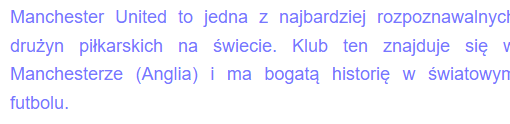 Manchester United to jedna z najbardziej rozpoznawalnych
drużyn piłkarskich na świecie. Klub ten znajduje się w
Manchesterze (Anglia) i ma bogatą historię w światowym
futbolu.